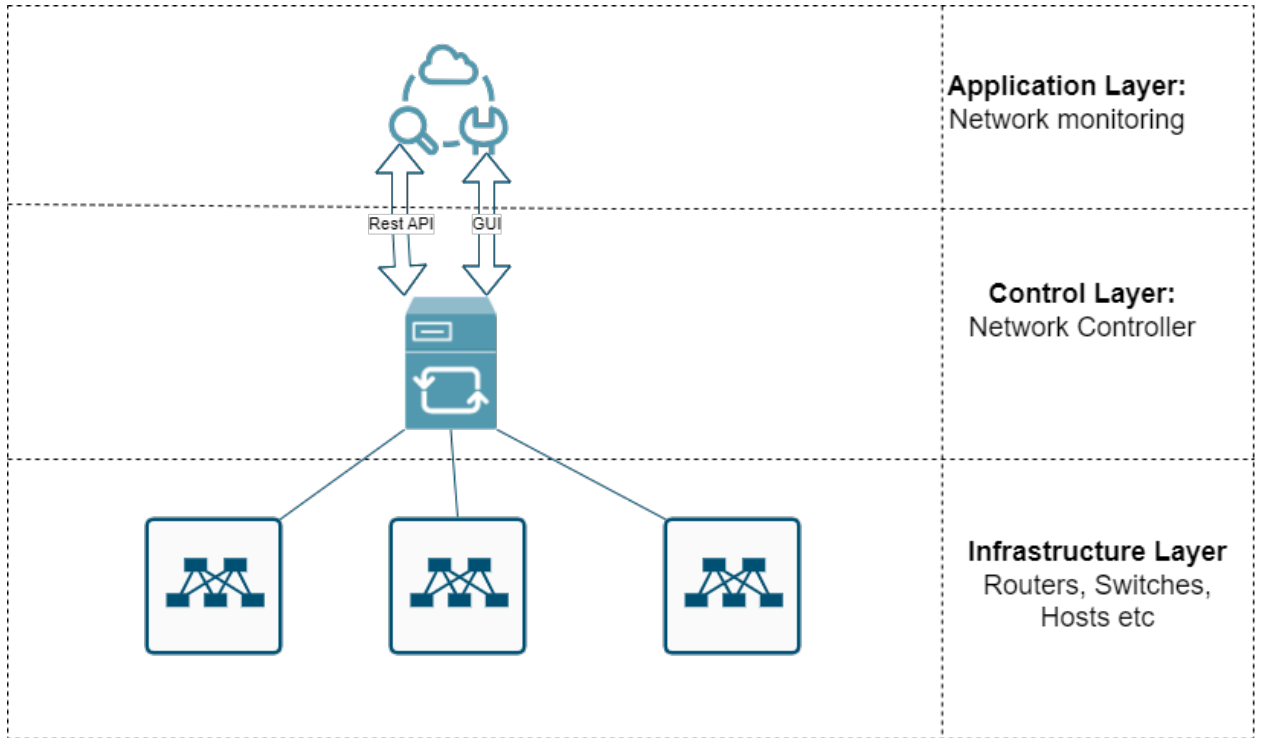 Application Layer:
Network monitoring
Rest API
GUI
Control Layer:
Network Controller
Infrastructure Layer
Routers, Switches,
Hosts etc